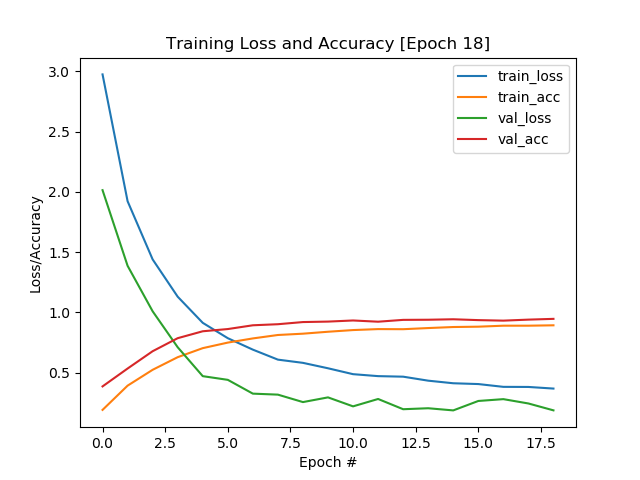 Training Loss and Accuracy [Epoch 18]
train_loss
train_acc
val_loss
val_acc
3.0
2.5
2.0
1.5
1.0
0.5
Loss/Accuracy
0.0 2.5 5.0 7.5 10.0 12.5 15.0 17.5
Epoch #